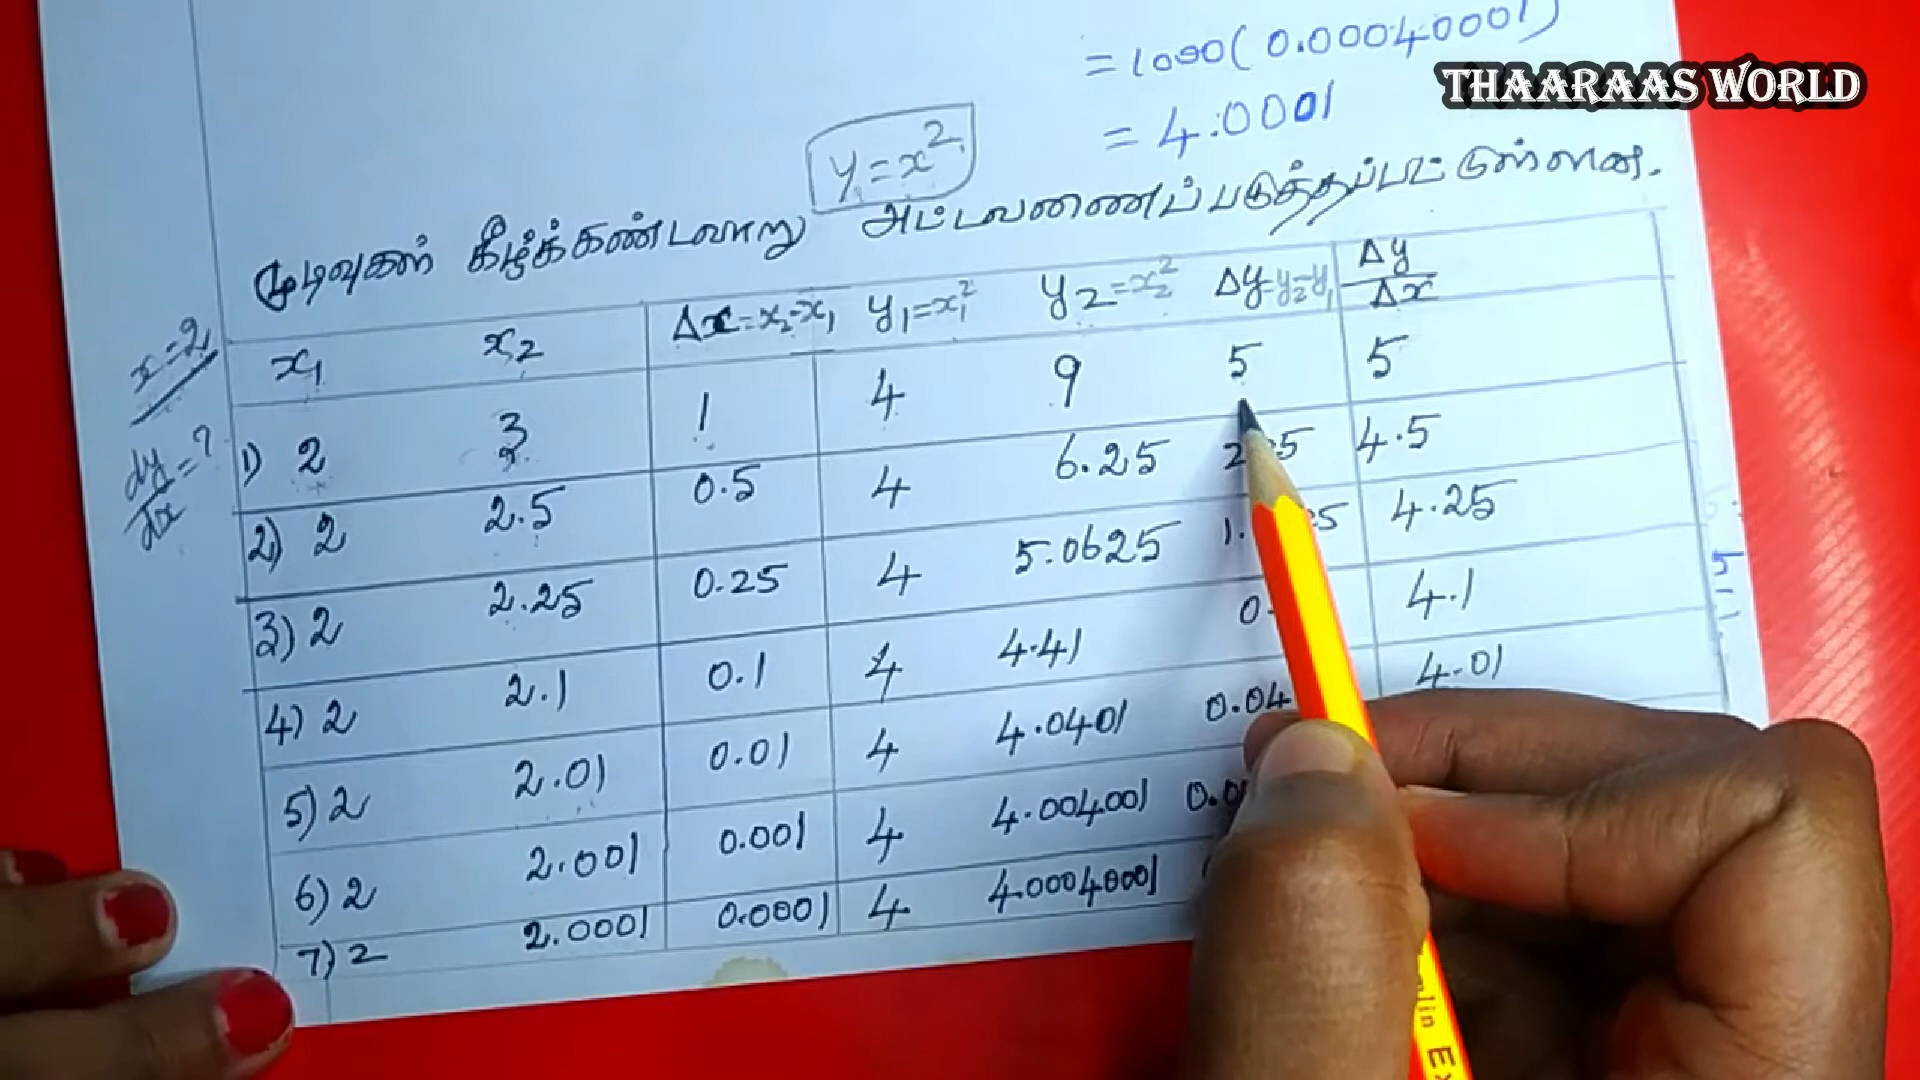 = 1000(0.00040001)
THAARAAS WORLD
= 4.0001
y = x²
முடிவுகள் கீழ்க்கண்டவாறு அட்டவணைப்படுத்தப்பட்டுள்ளன.
x=2
dy/dx = ?
x₁ x₂ Δx = x₂-x₁ y₁ = x₁² y₂ = x₂² Δy=y₂-y₁ Δy/Δx
1) 2 3 1 4 9 5 5
2) 2 2.5 0.5 4 6.25 4.5
3) 2 2.25 0.25 4 5.0625 4.25
4) 2 2.1 0.1 4 4.41 4.1
5) 2 2.01 0.01 4 4.0401 0.04 4.01
6) 2 2.001 0.001 4 4.004001
7) 2 2.0001 0.0001 4 4.00040001